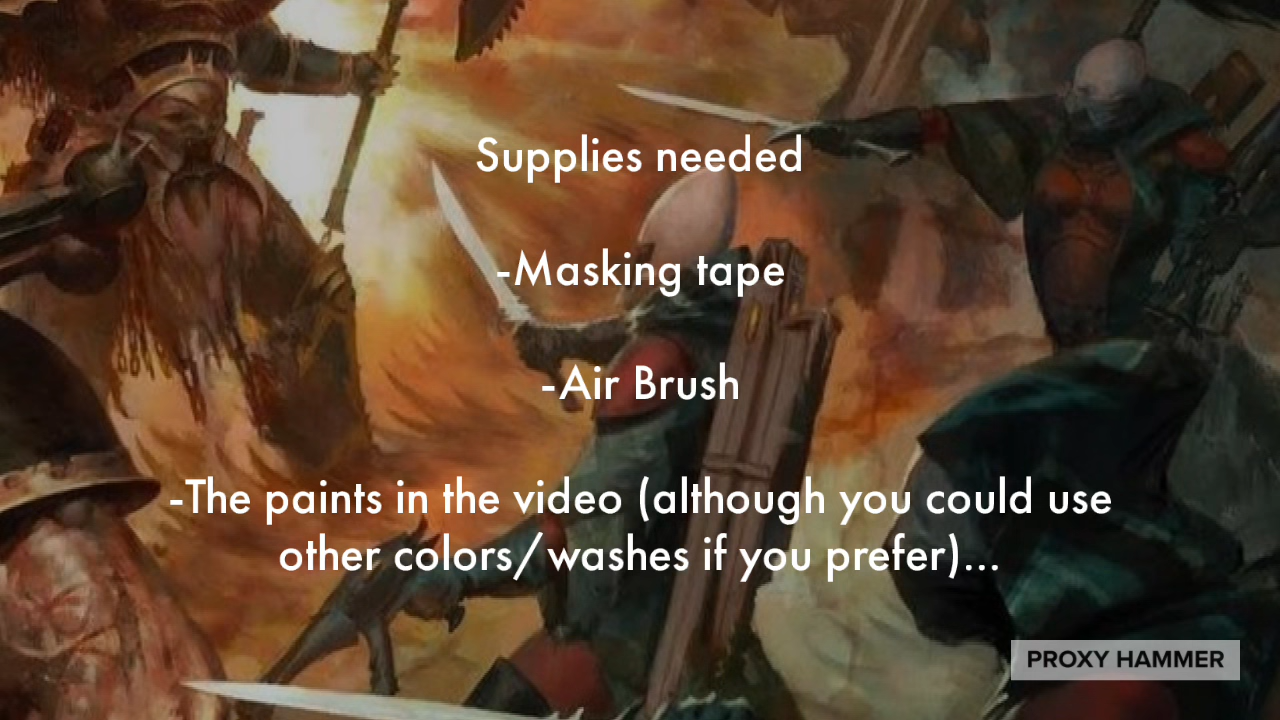 Supplies needed
-Masking tape
-Air Brush
-The paints in the video (although you could use
other colors/washes if you prefer)...
PROXY HAMMER